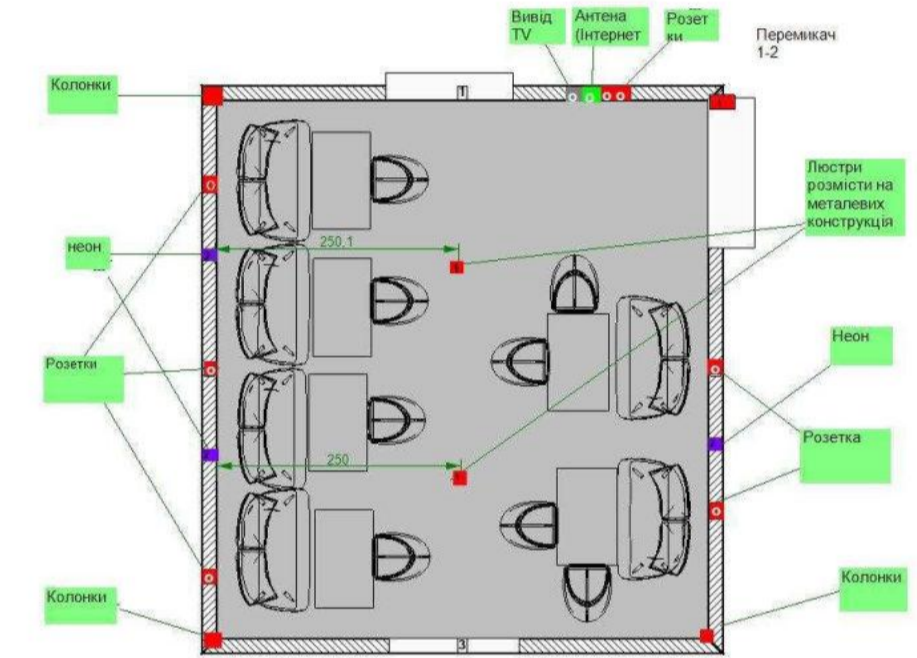 Вивід
TV
Антена
(Інтернет
Розет
ки
Перемикач
1-2
Колонки
1
Люстри
розмісти на
металевих
конструкція
неон
250,1
Розетки
Неон
Розетка
250
Колонки
Колонки
3